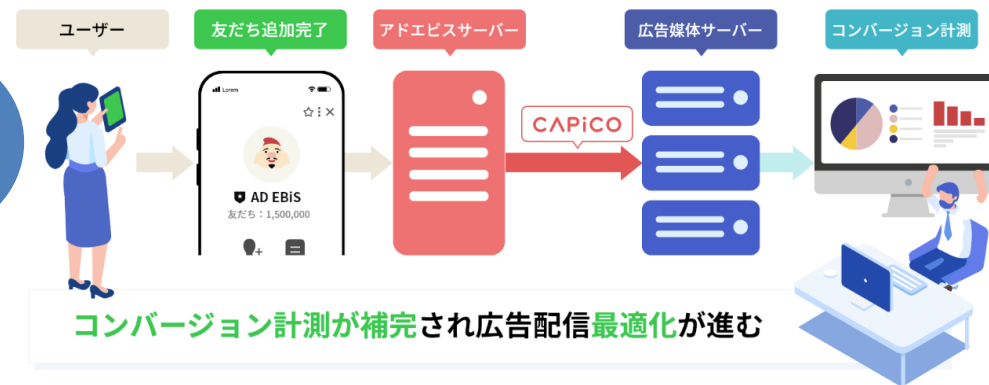 ユーザー
友だち追加完了
アドエビスサーバー
広告媒体サーバー
コンバージョン計測
Lorem
CAPiCO
AD EBiS
友だち：1,500,000
コンバージョン計測が補完され広告配信最適化が進む